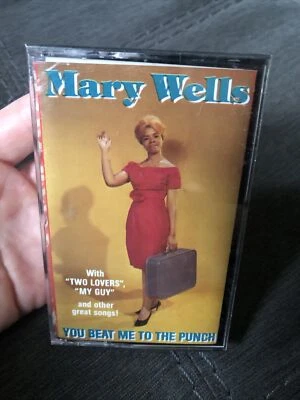 Mary Wells
With
"TWO LOVERS",
"MY GUY"
and other
great songs!
YOU BEAT ME TO THE PUNCH